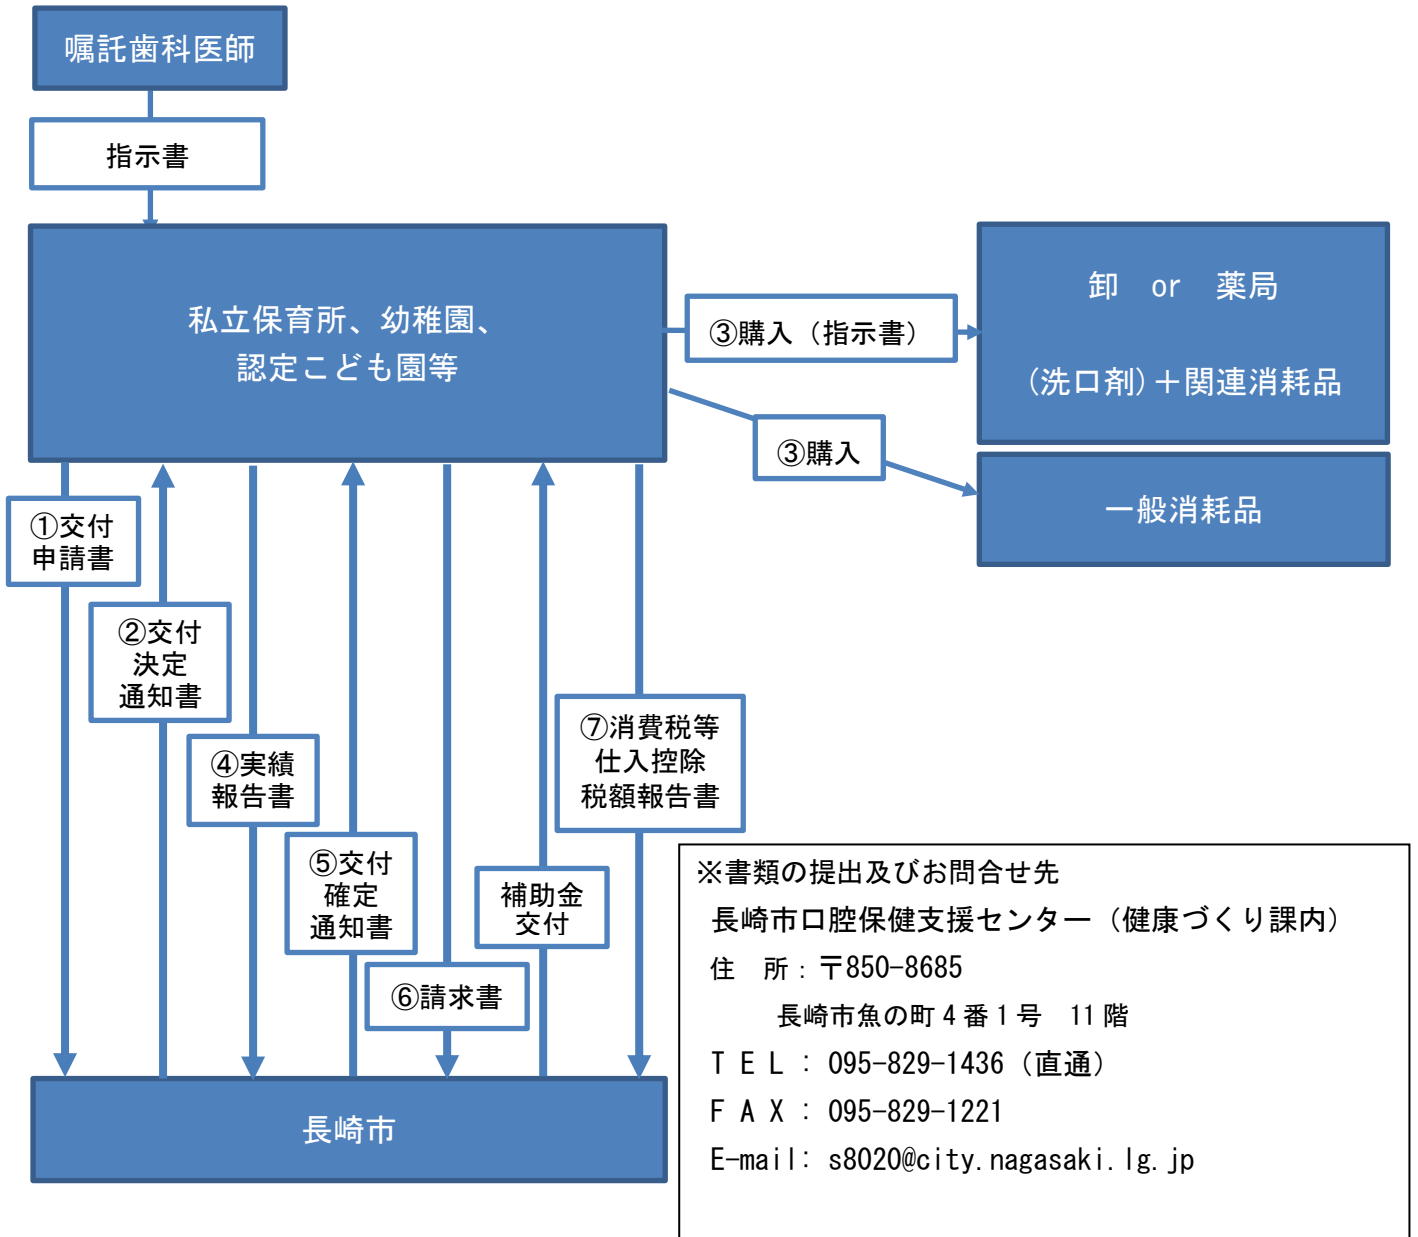 嘱託歯科医師
指示書
私立保育所、幼稚園、
認定こども園等
③購入（指示書）
卸　or　薬局
(洗口剤)＋関連消耗品
③購入
一般消耗品
①交付
申請書
②交付
決定
通知書
④実績
報告書
⑤交付
確定
通知書
⑥請求書
補助金
交付
⑦消費税等
仕入控除
税額報告書
長崎市
※書類の提出及びお問合せ先
長崎市口腔保健支援センター（健康づくり課内）
住　所：〒850-8685
長崎市魚の町4番1号　11階
ＴＥＬ：095-829-1436（直通）
ＦＡＸ：095-829-1221
E-mail：s8020@city.nagasaki.lg.jp